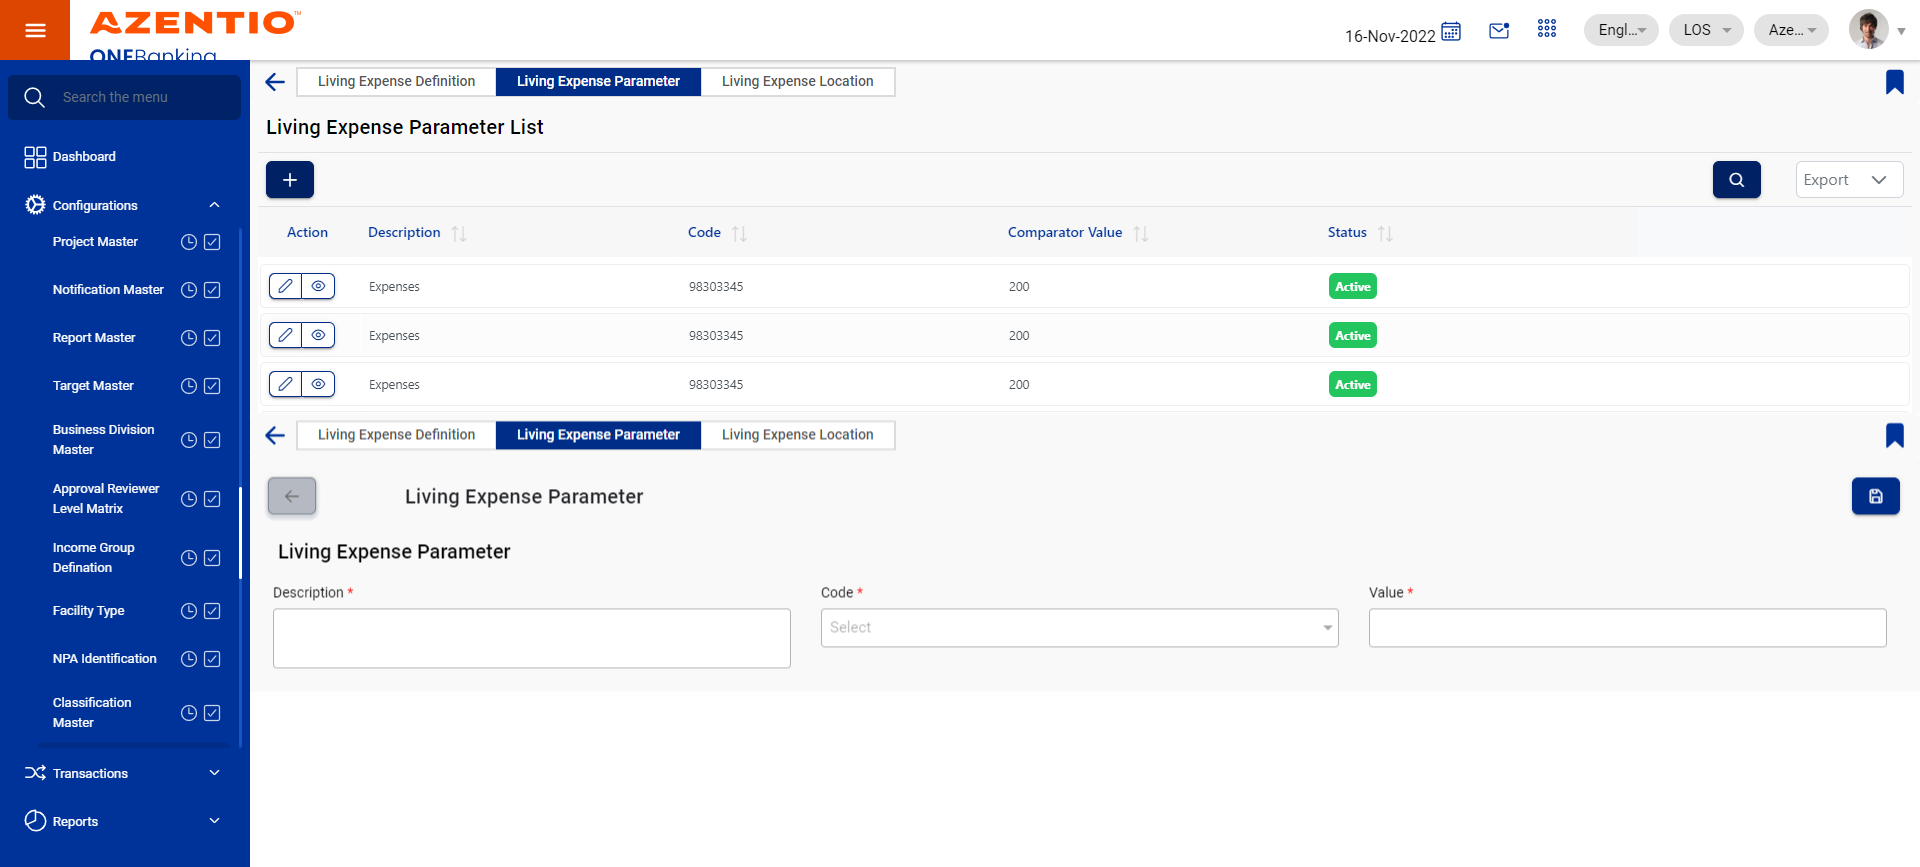 AZENTIO™
ONEBanking
16-Nov-2022
Engl...
LOS
Aze...
Search the menu
Dashboard
Configurations
Project Master
Notification Master
Report Master
Target Master
Business Division
Master
Approval Reviewer
Level Matrix
Income Group
Defination
Facility Type
NPA Identification
Classification
Master
Transactions
Reports
Living Expense Definition
Living Expense Parameter
Living Expense Location
Living Expense Parameter List
Export
Action Description Code Comparator Value Status
Expenses 98303345 200 Active
Expenses 98303345 200 Active
Expenses 98303345 200 Active
Living Expense Definition
Living Expense Parameter
Living Expense Location
Living Expense Parameter
Living Expense Parameter
Description *
Code *
Select
Value *